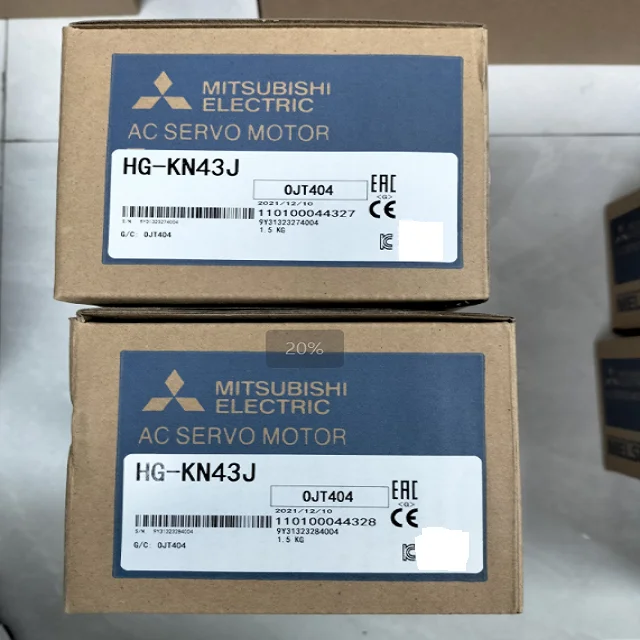 MITSUBISHI
ELECTRIC
AC SERVO MOTOR
HG-KN43J
0JT404
EAC
<G>
2021/12/10
110100044327
CE
S/N 9Y31323274004
9Y31323274004
G/C: 0JT404
1.5 KG
20%
MITSUBISHI
ELECTRIC
AC SERVO MOTOR
HG-KN43J
0JT404
EAC
<G>
2021/12/10
110100044328
CE
S/N 9Y31323284004
9Y31323284004
G/C: 0JT404
1.5 KG